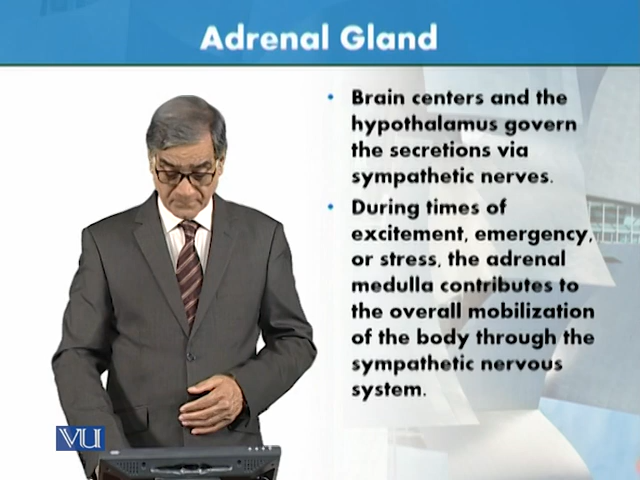 Adrenal Gland
• Brain centers and the
hypothalamus govern
the secretions via
sympathetic nerves.
• During times of
excitement, emergency,
or stress, the adrenal
medulla contributes to
the overall mobilization
of the body through the
sympathetic nervous
system.
VU